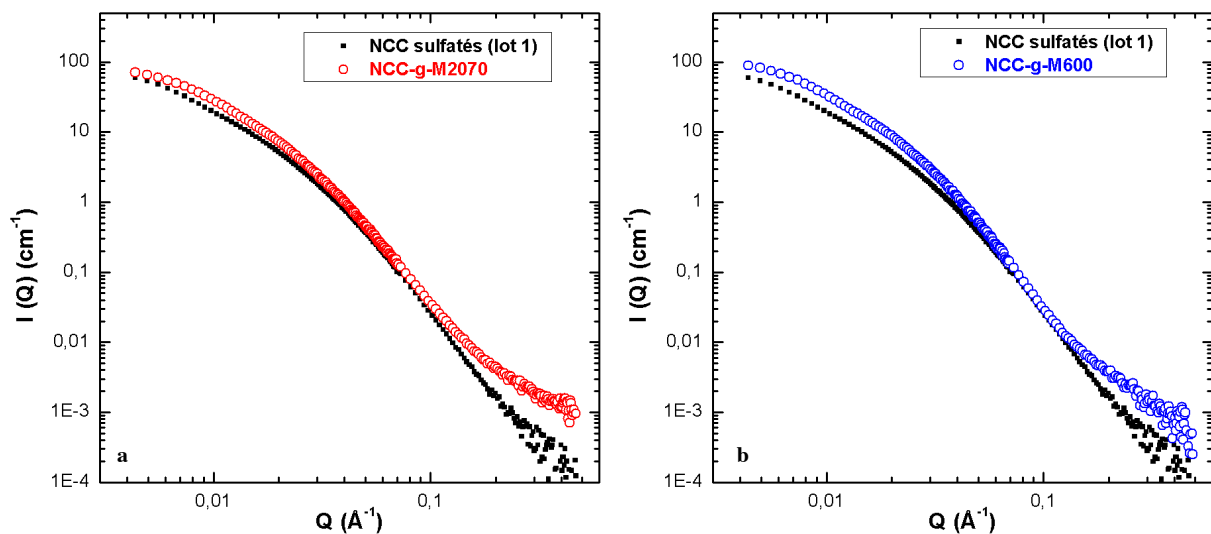 NCC sulfatés (lot 1)
NCC-g-M2070
100
10
1
0,1
0,01
1E-3
1E-4
I (Q) (cm-1)
a
0,01
0,1
Q (Å-1)
NCC sulfatés (lot 1)
NCC-g-M600
100
10
1
0,1
0,01
1E-3
1E-4
I (Q) (cm-1)
b
0,01
0,1
Q (Å-1)